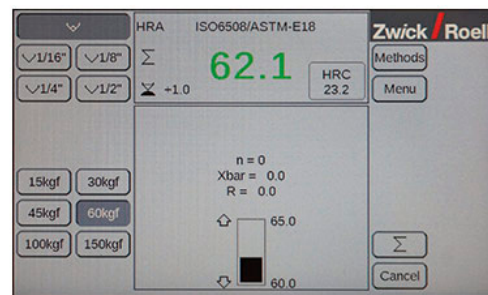 HRA ISO6508/ASTM-E18
Zwick / Roell
1/16" 1/8"
1/4" 1/2"
Σ
62.1
+1.0
HRC
23.2
Methods
Menu
n = 0
Xbar = 0.0
R = 0.0
65.0
60.0
15kgf 30kgf
45kgf 60kgf
100kgf 150kgf
Σ
Cancel